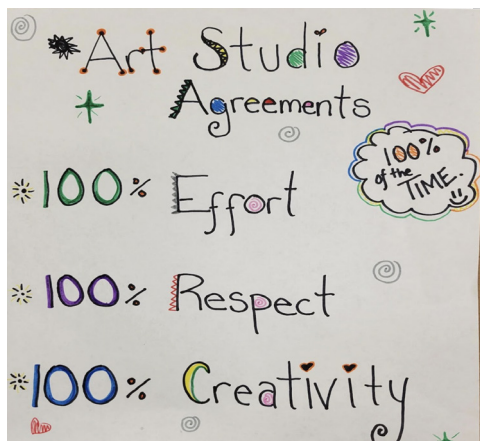 Art Studio
Agreements
100% of the TIME.
100% Effort
100% Respect
100% Creativity